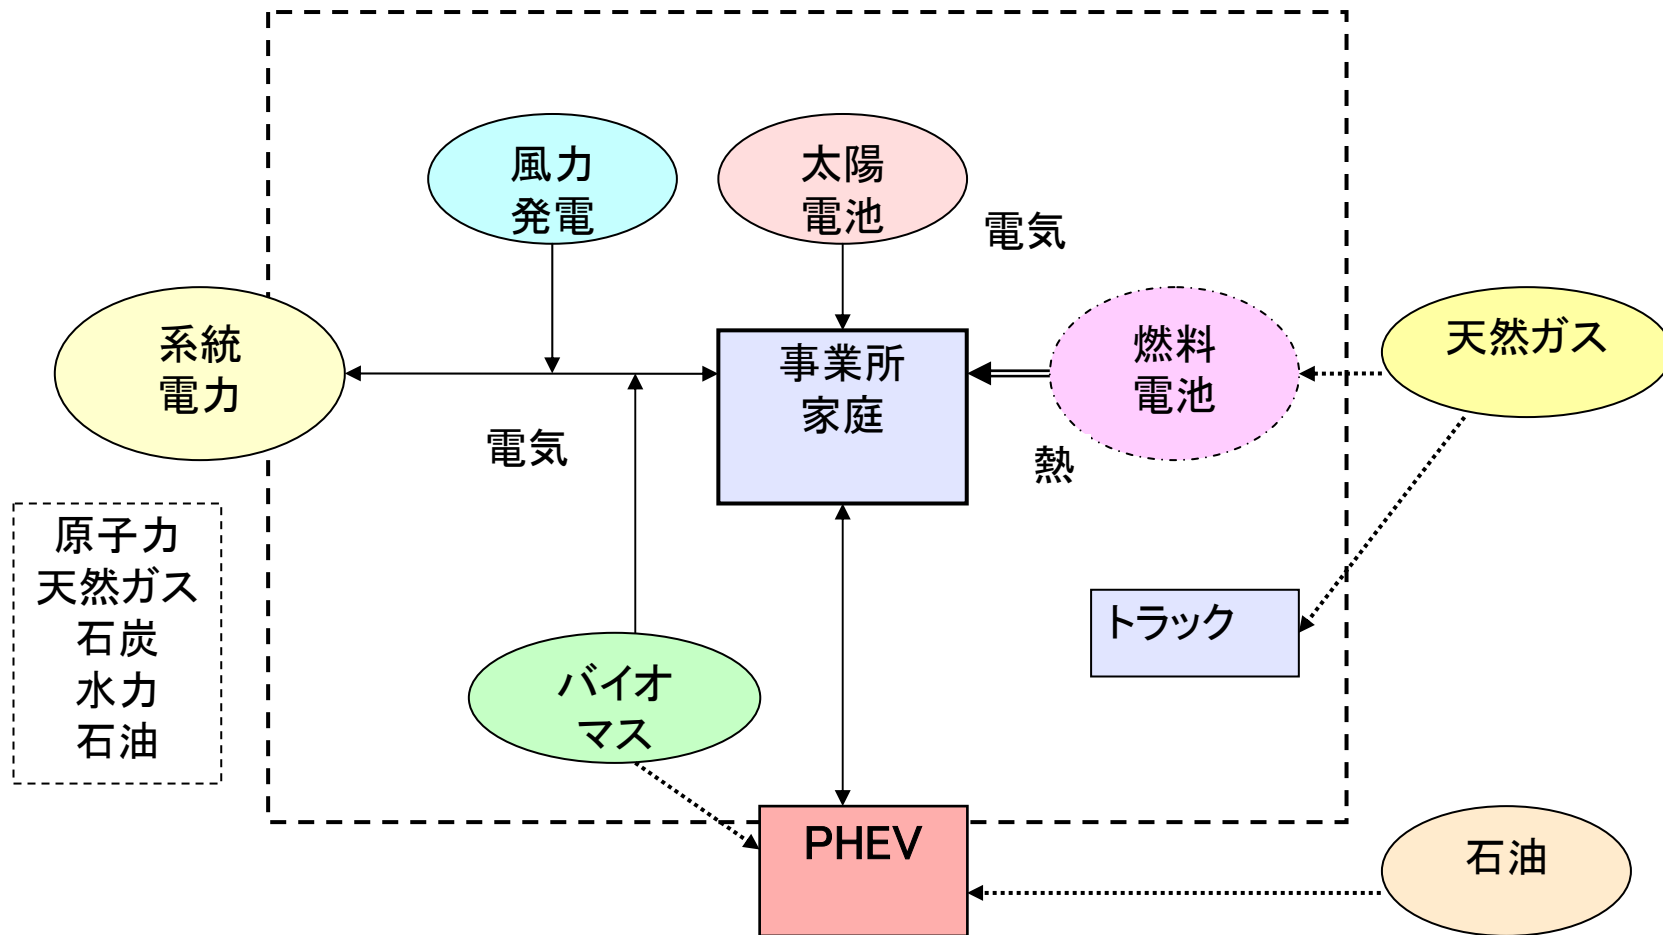 風力
発電
太陽
電池
電気
系統
電力
事業所
家庭
燃料
電池
天然ガス
電気
熱
原子力
天然ガス
石炭
水力
石油
トラック
バイオ
マス
PHEV
石油